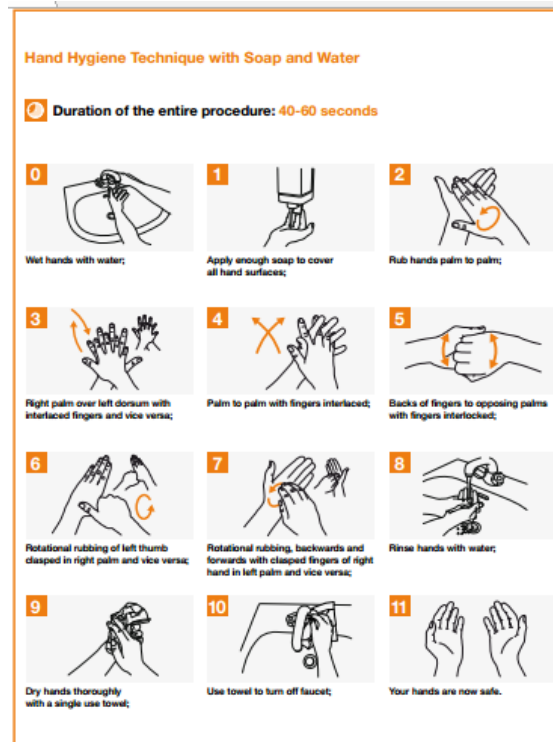 Hand Hygiene Technique with Soap and Water
Duration of the entire procedure: 40-60 seconds
0
Wet hands with water;
1
Apply enough soap to cover
all hand surfaces;
2
Rub hands palm to palm;
3
Right palm over left dorsum with
interlaced fingers and vice versa;
4
Palm to palm with fingers interlaced;
5
Backs of fingers to opposing palms
with fingers interlocked;
6
Rotational rubbing of left thumb
clasped in right palm and vice versa;
7
Rotational rubbing, backwards and
forwards with clasped fingers of right
hand in left palm and vice versa;
8
Rinse hands with water;
9
Dry hands thoroughly
with a single use towel;
10
Use towel to turn off faucet;
11
Your hands are now safe.